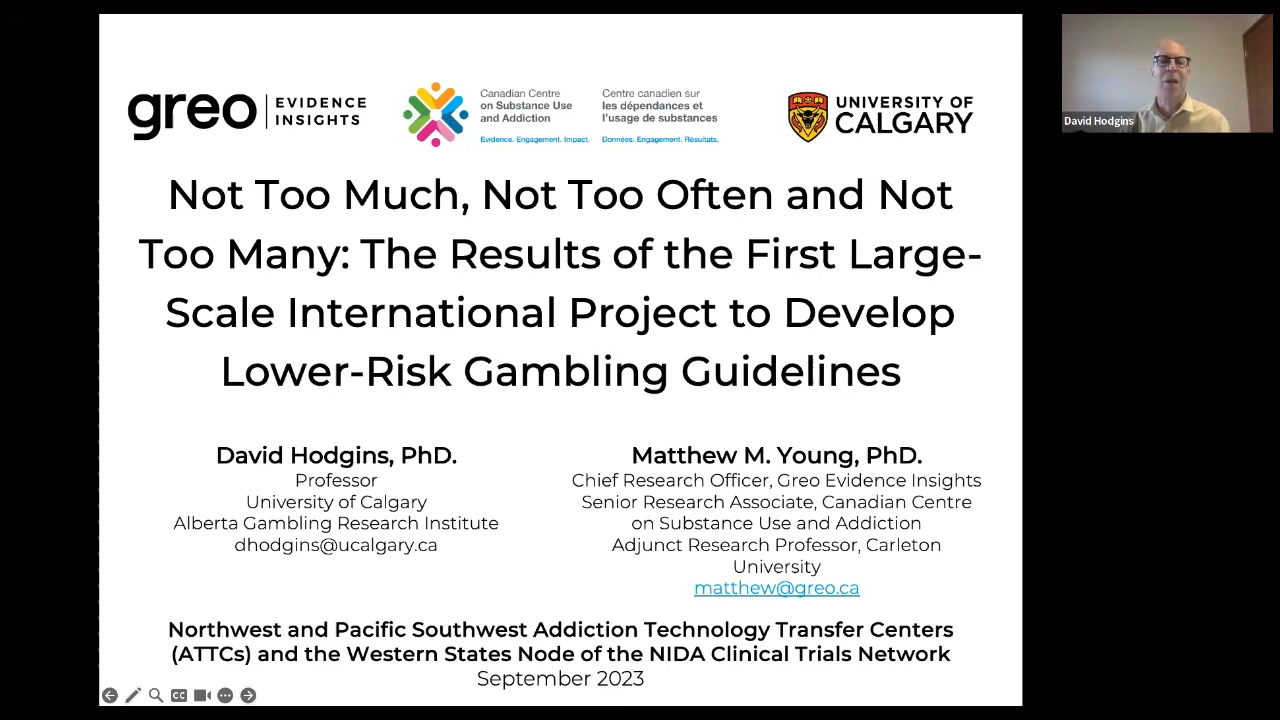 greo EVIDENCE
INSIGHTS
Canadian Centre
on Substance Use
and Addiction
Evidence. Engagement. Impact.
Centre canadien sur
les dépendances et
l'usage de substances
Données. Engagement. Résultats.
UNIVERSITY OF
CALGARY
David Hodgins
Not Too Much, Not Too Often and Not
Too Many: The Results of the First Large-
Scale International Project to Develop
Lower-Risk Gambling Guidelines
David Hodgins, PhD.
Professor
University of Calgary
Alberta Gambling Research Institute
dhodgins@ucalgary.ca
Matthew M. Young, PhD.
Chief Research Officer, Greo Evidence Insights
Senior Research Associate, Canadian Centre
on Substance Use and Addiction
Adjunct Research Professor, Carleton
University
matthew@greo.ca
Northwest and Pacific Southwest Addiction Technology Transfer Centers
(ATTCs) and the Western States Node of the NIDA Clinical Trials Network
September 2023
CC